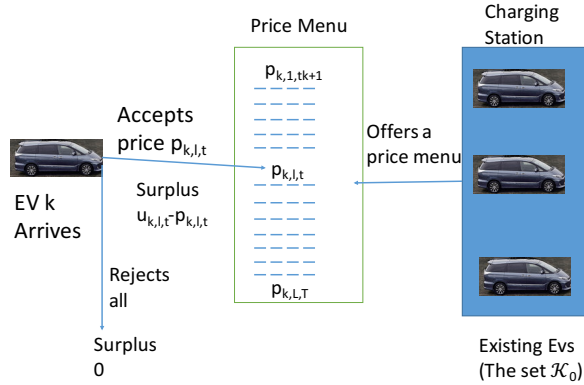 Price Menu
Charging
Station
p_{k,1,tk+1}
Accepts
price p_{k,l,t}
Offers a
price menu
p_{k,l,t}
EV k
Arrives
Surplus
u_{k,l,t}-p_{k,l,t}
Rejects
all
p_{k,L,T}
Surplus
0
Existing Evs
(The set 𝒦_0)